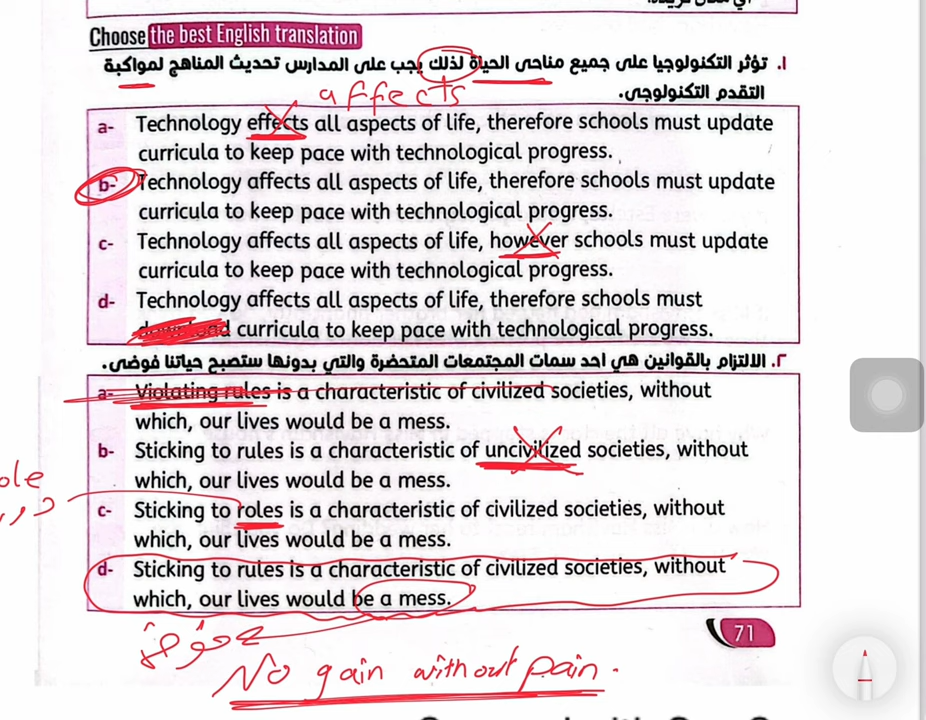 Choose the best English translation
١. تؤثر التكنولوجيا على جميع مناحى الحياة لذلك يجب على المدارس تحديث المناهج لمواكبة
التقدم التكنولوجى.
affects
a- Technology effects all aspects of life, therefore schools must update
curricula to keep pace with technological progress.
b- Technology affects all aspects of life, therefore schools must update
curricula to keep pace with technological progress.
c- Technology affects all aspects of life, however schools must update
curricula to keep pace with technological progress.
d- Technology affects all aspects of life, therefore schools must
download curricula to keep pace with technological progress.
٢. الالتزام بالقوانين هي احد سمات المجتمعات المتحضرة والتي بدونها ستصبح حياتنا فوضى.
a- Violating rules is a characteristic of civilized societies, without
which, our lives would be a mess.
b- Sticking to rules is a characteristic of uncivilized societies, without
which, our lives would be a mess.
ole
c- Sticking to roles is a characteristic of civilized societies, without
which, our lives would be a mess.
d- Sticking to rules is a characteristic of civilized societies, without
which, our lives would be a mess.
71
فوضى
No gain without pain.